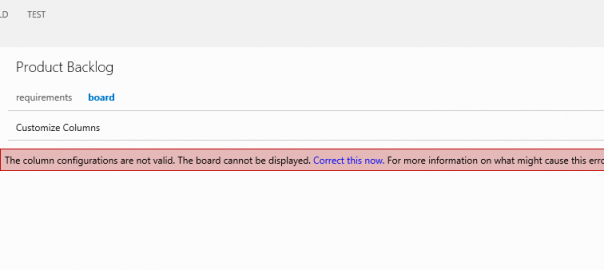 LD TEST
Product Backlog
requirements board
Customize Columns
The column configurations are not valid. The board cannot be displayed. Correct this now. For more information on what might cause this erro